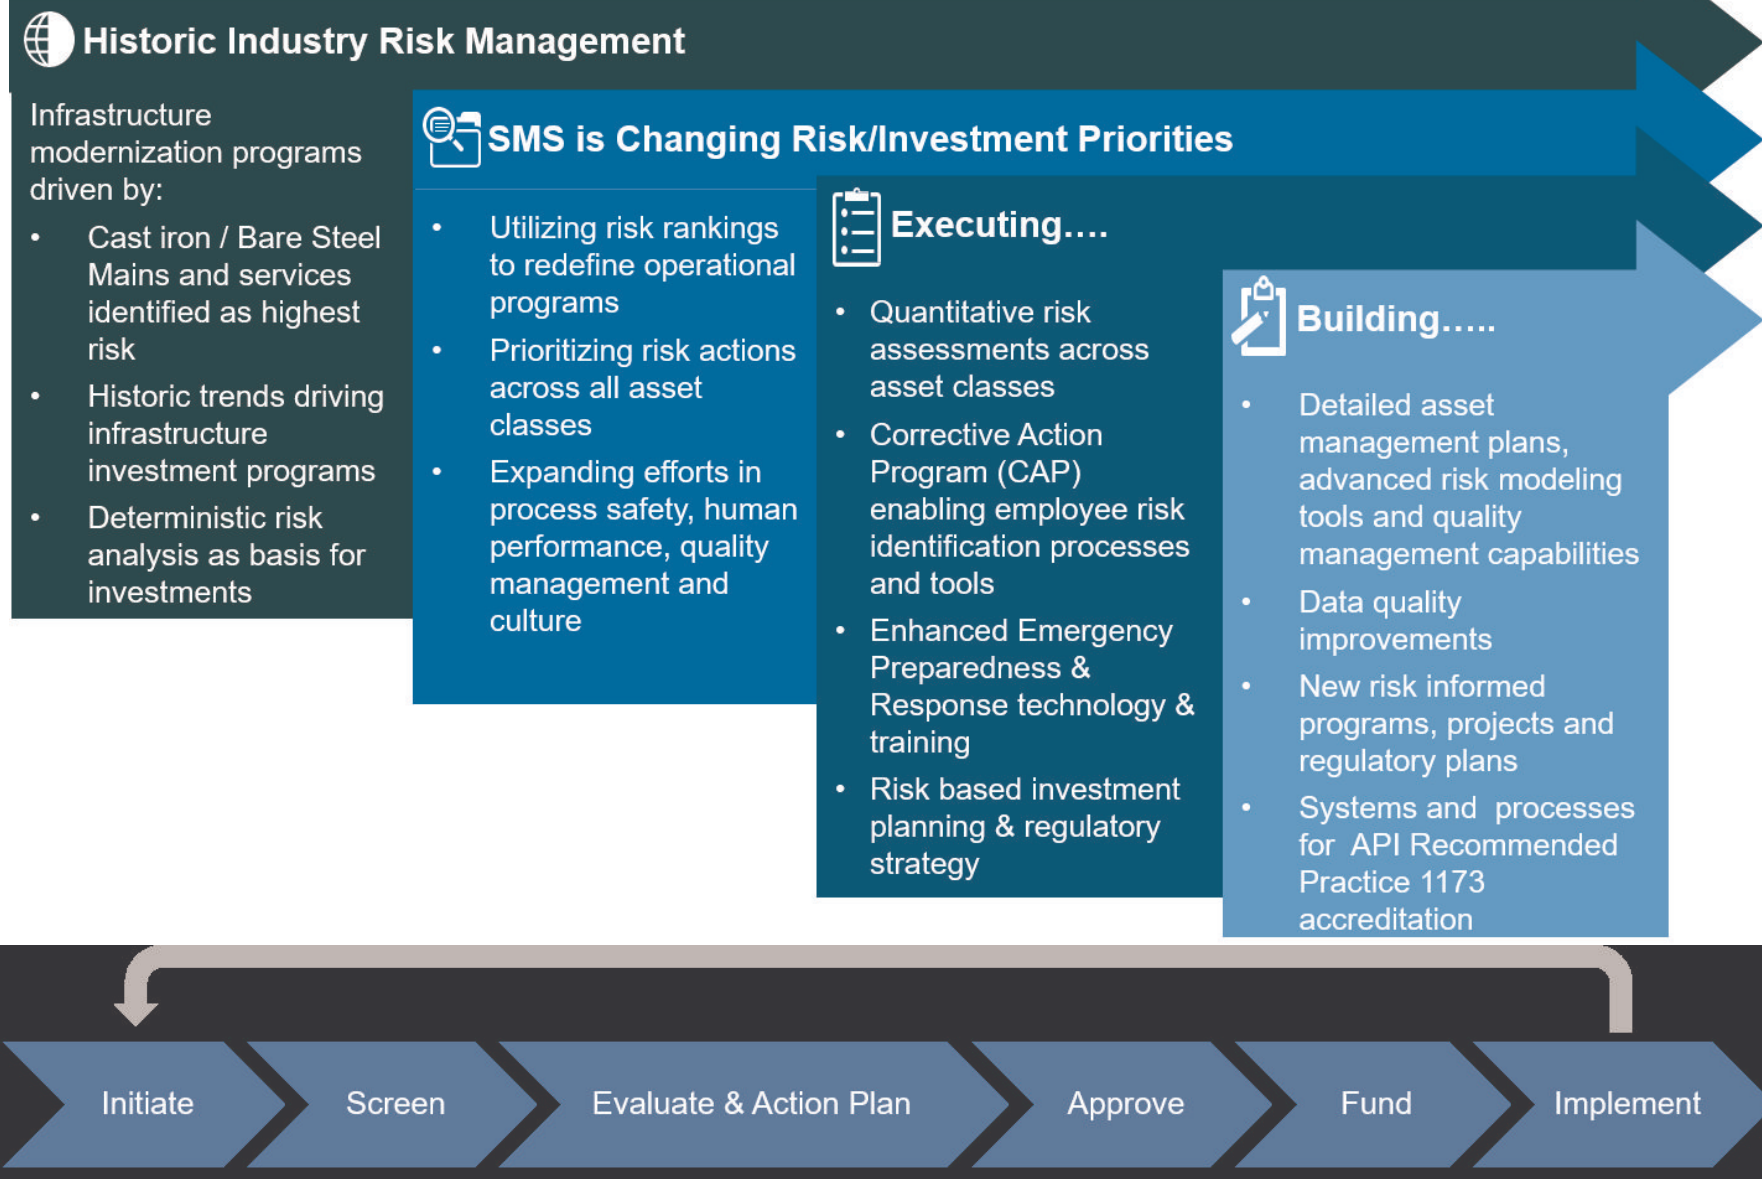 Historic Industry Risk Management
Infrastructure
modernization programs
driven by:
• Cast iron / Bare Steel
Mains and services
identified as highest
risk
• Historic trends driving
infrastructure
investment programs
• Deterministic risk
analysis as basis for
investments
SMS is Changing Risk/Investment Priorities
• Utilizing risk rankings
to redefine operational
programs
• Prioritizing risk actions
across all asset
classes
• Expanding efforts in
process safety, human
performance, quality
management and
culture
Executing....
• Quantitative risk
assessments across
asset classes
• Corrective Action
Program (CAP)
enabling employee risk
identification processes
and tools
• Enhanced Emergency
Preparedness &
Response technology &
training
• Risk based investment
planning & regulatory
strategy
Building.....
• Detailed asset
management plans,
advanced risk modeling
tools and quality
management capabilities
• Data quality
improvements
• New risk informed
programs, projects and
regulatory plans
• Systems and processes
for API Recommended
Practice 1173
accreditation
Initiate
Screen
Evaluate & Action Plan
Approve
Fund
Implement